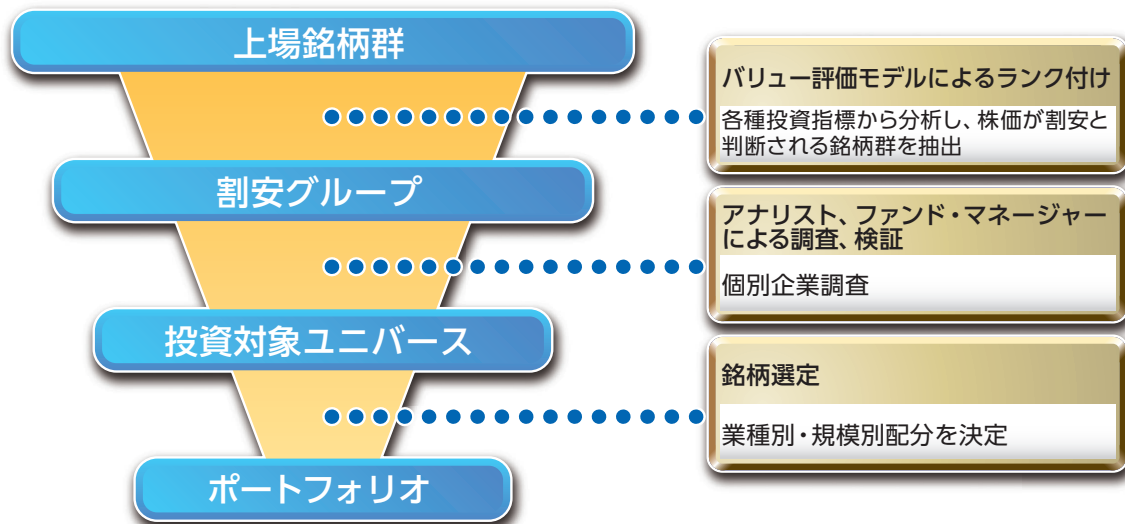 上場銘柄群
バリュー評価モデルによるランク付け
各種投資指標から分析し、株価が割安と
判断される銘柄群を抽出
割安グループ
アナリスト、ファンド・マネージャー
による調査、検証
個別企業調査
投資対象ユニバース
銘柄選定
業種別・規模別配分を決定
ポートフォリオ